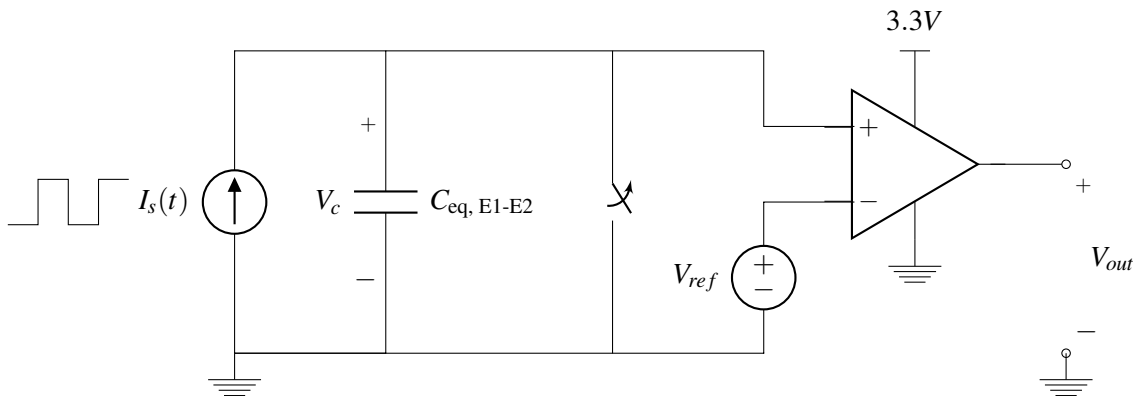 3.3V
+
+
I_s(t)
V_c
C_eq, E1-E2
−
+
−
V_ref
+
−
V_out
−